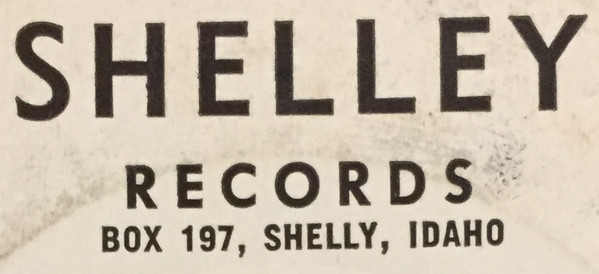 SHELLEY
RECORDS
BOX 197, SHELLY, IDAHO